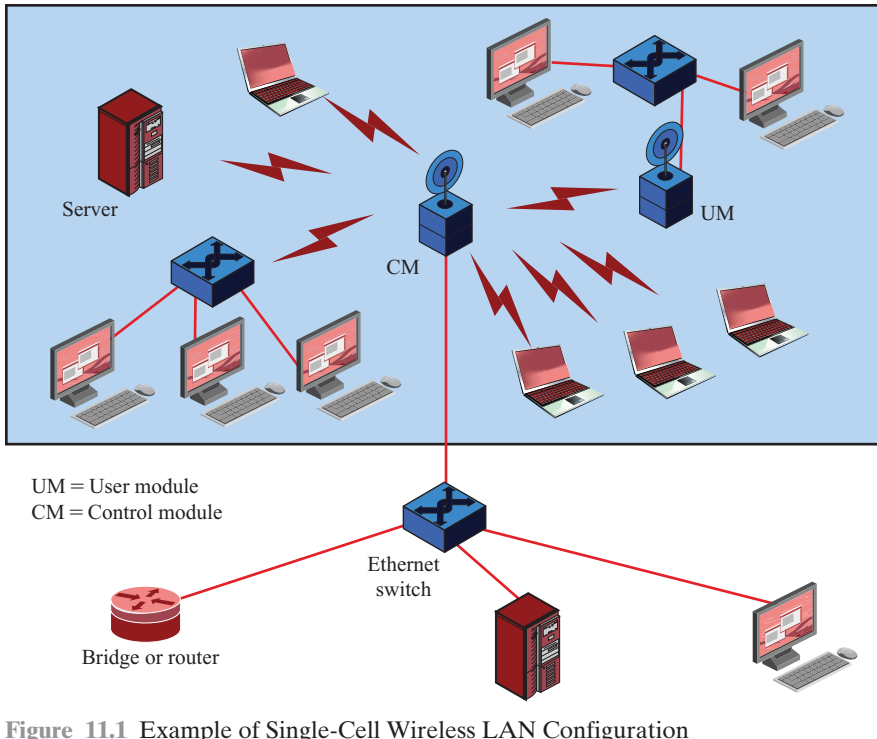 Server
CM
UM
UM = User module
CM = Control module
Ethernet
switch
Bridge or router
Figure 11.1 Example of Single-Cell Wireless LAN Configuration